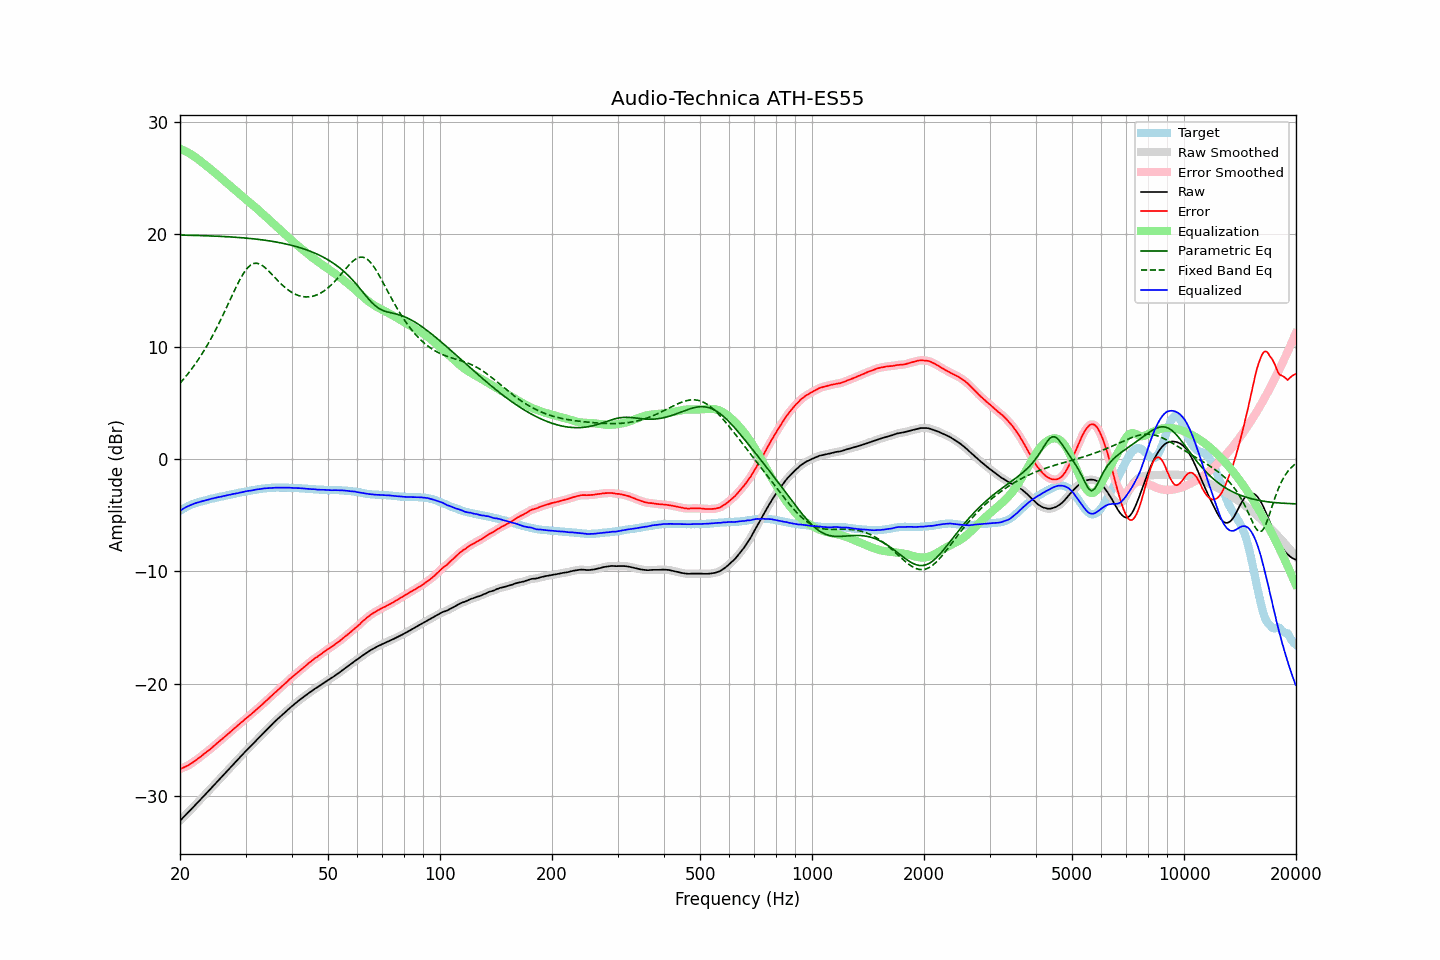 Audio-Technica ATH-ES55
Amplitude (dBr)
30
20
10
0
−10
−20
−30
20
50
100
200
500
1000
2000
5000
10000
20000
Frequency (Hz)
Target
Raw Smoothed
Error Smoothed
Raw
Error
Equalization
Parametric Eq
Fixed Band Eq
Equalized